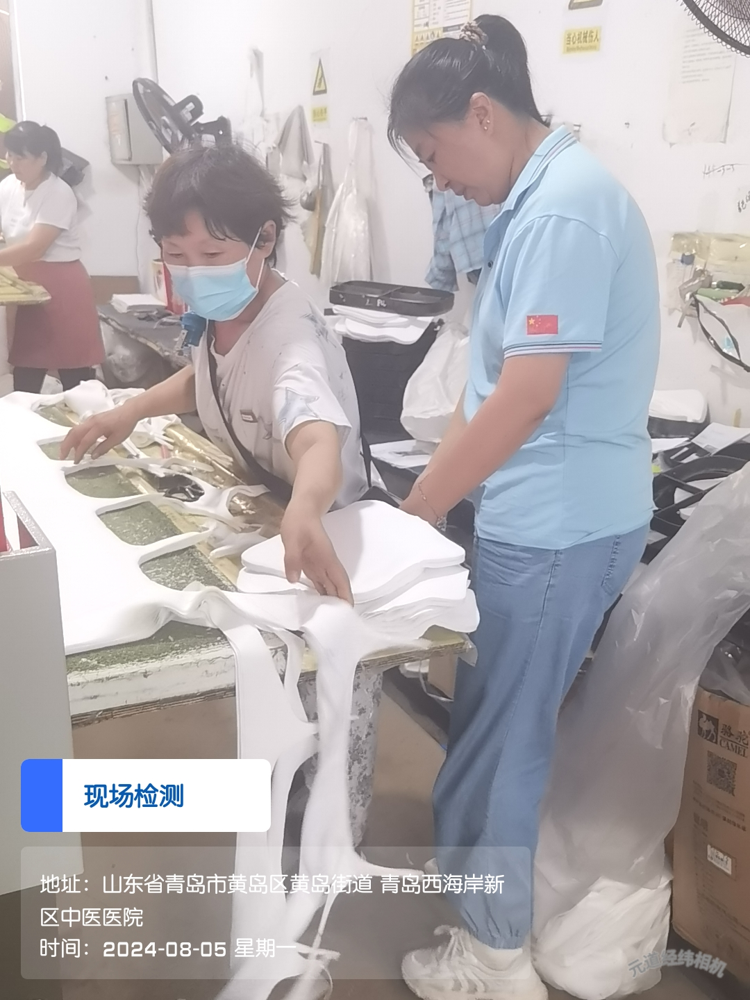 当心机械伤人
骆驼
CAMEL
现场检测
地址：山东省青岛市黄岛区黄岛街道 青岛西海岸新
区中医医院
时间：2024-08-05 星期一
元道经纬相机